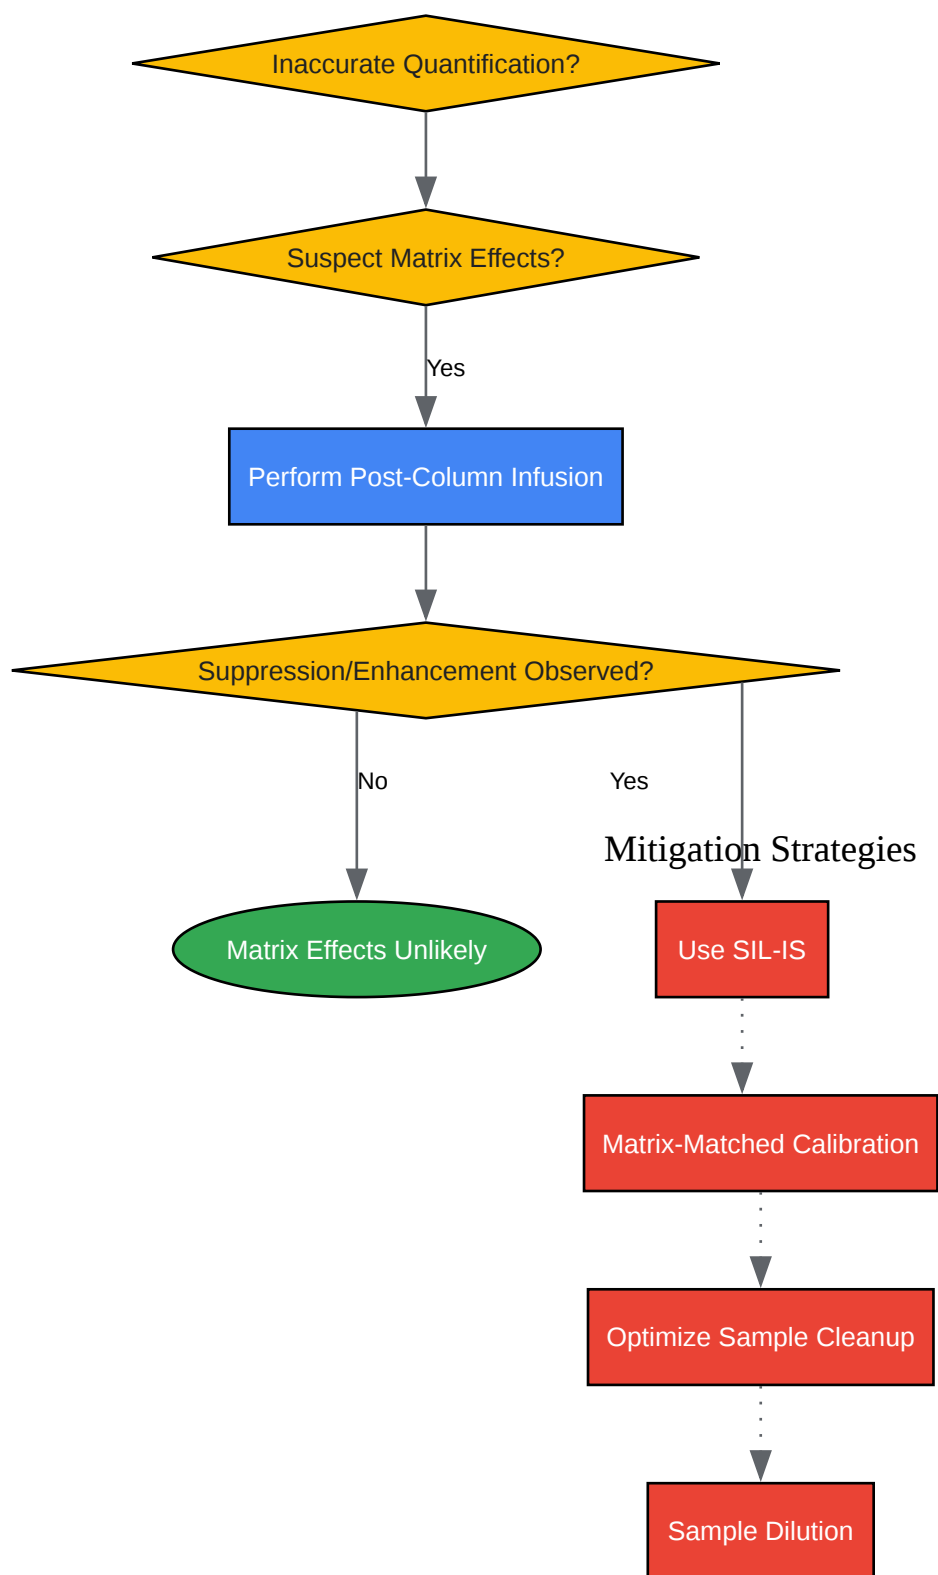 Inaccurate Quantification?
Suspect Matrix Effects?
Yes
Perform Post-Column Infusion
Suppression/Enhancement Observed?
No
Yes
Mitigation Strategies
Matrix Effects Unlikely
Use SIL-IS
Matrix-Matched Calibration
Optimize Sample Cleanup
Sample Dilution